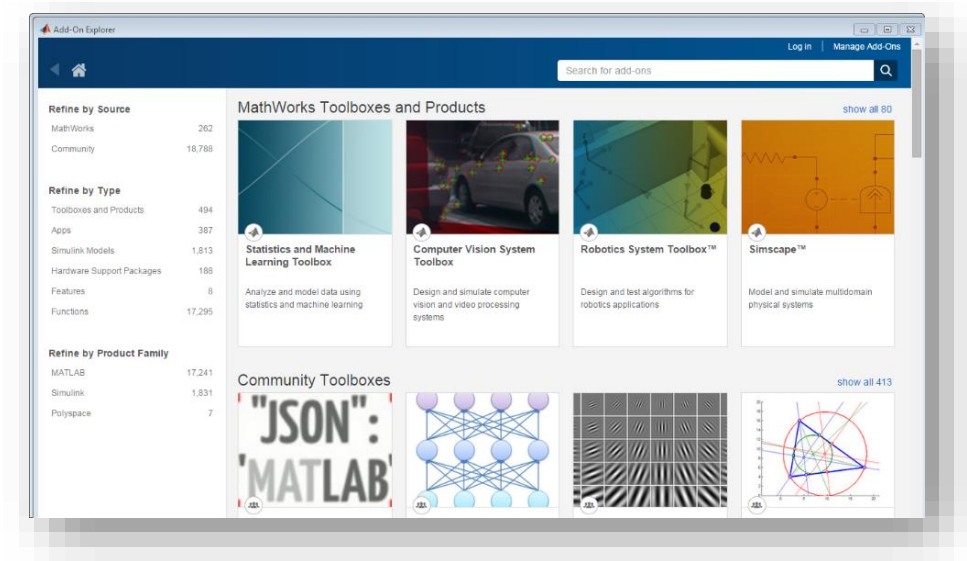 Add-On Explorer
Log in | Manage Add-Ons
Search for add-ons
Refine by Source
MathWorks 262
Community 18,788
Refine by Type
Toolboxes and Products 494
Apps 387
Simulink Models 1,813
Hardware Support Packages 188
Features 8
Functions 17,295
Refine by Product Family
MATLAB 17,241
Simulink 1,831
Polyspace 7
MathWorks Toolboxes and Products
show all 80
Statistics and Machine
Learning Toolbox
Analyze and model data using
statistics and machine learning
Computer Vision System
Toolbox
Design and simulate computer
vision and video processing
systems
Robotics System Toolbox™
Design and test algorithms for
robotics applications
Simscape™
Model and simulate multidomain
physical systems
Community Toolboxes
show all 413
"JSON":
'MATLAB'